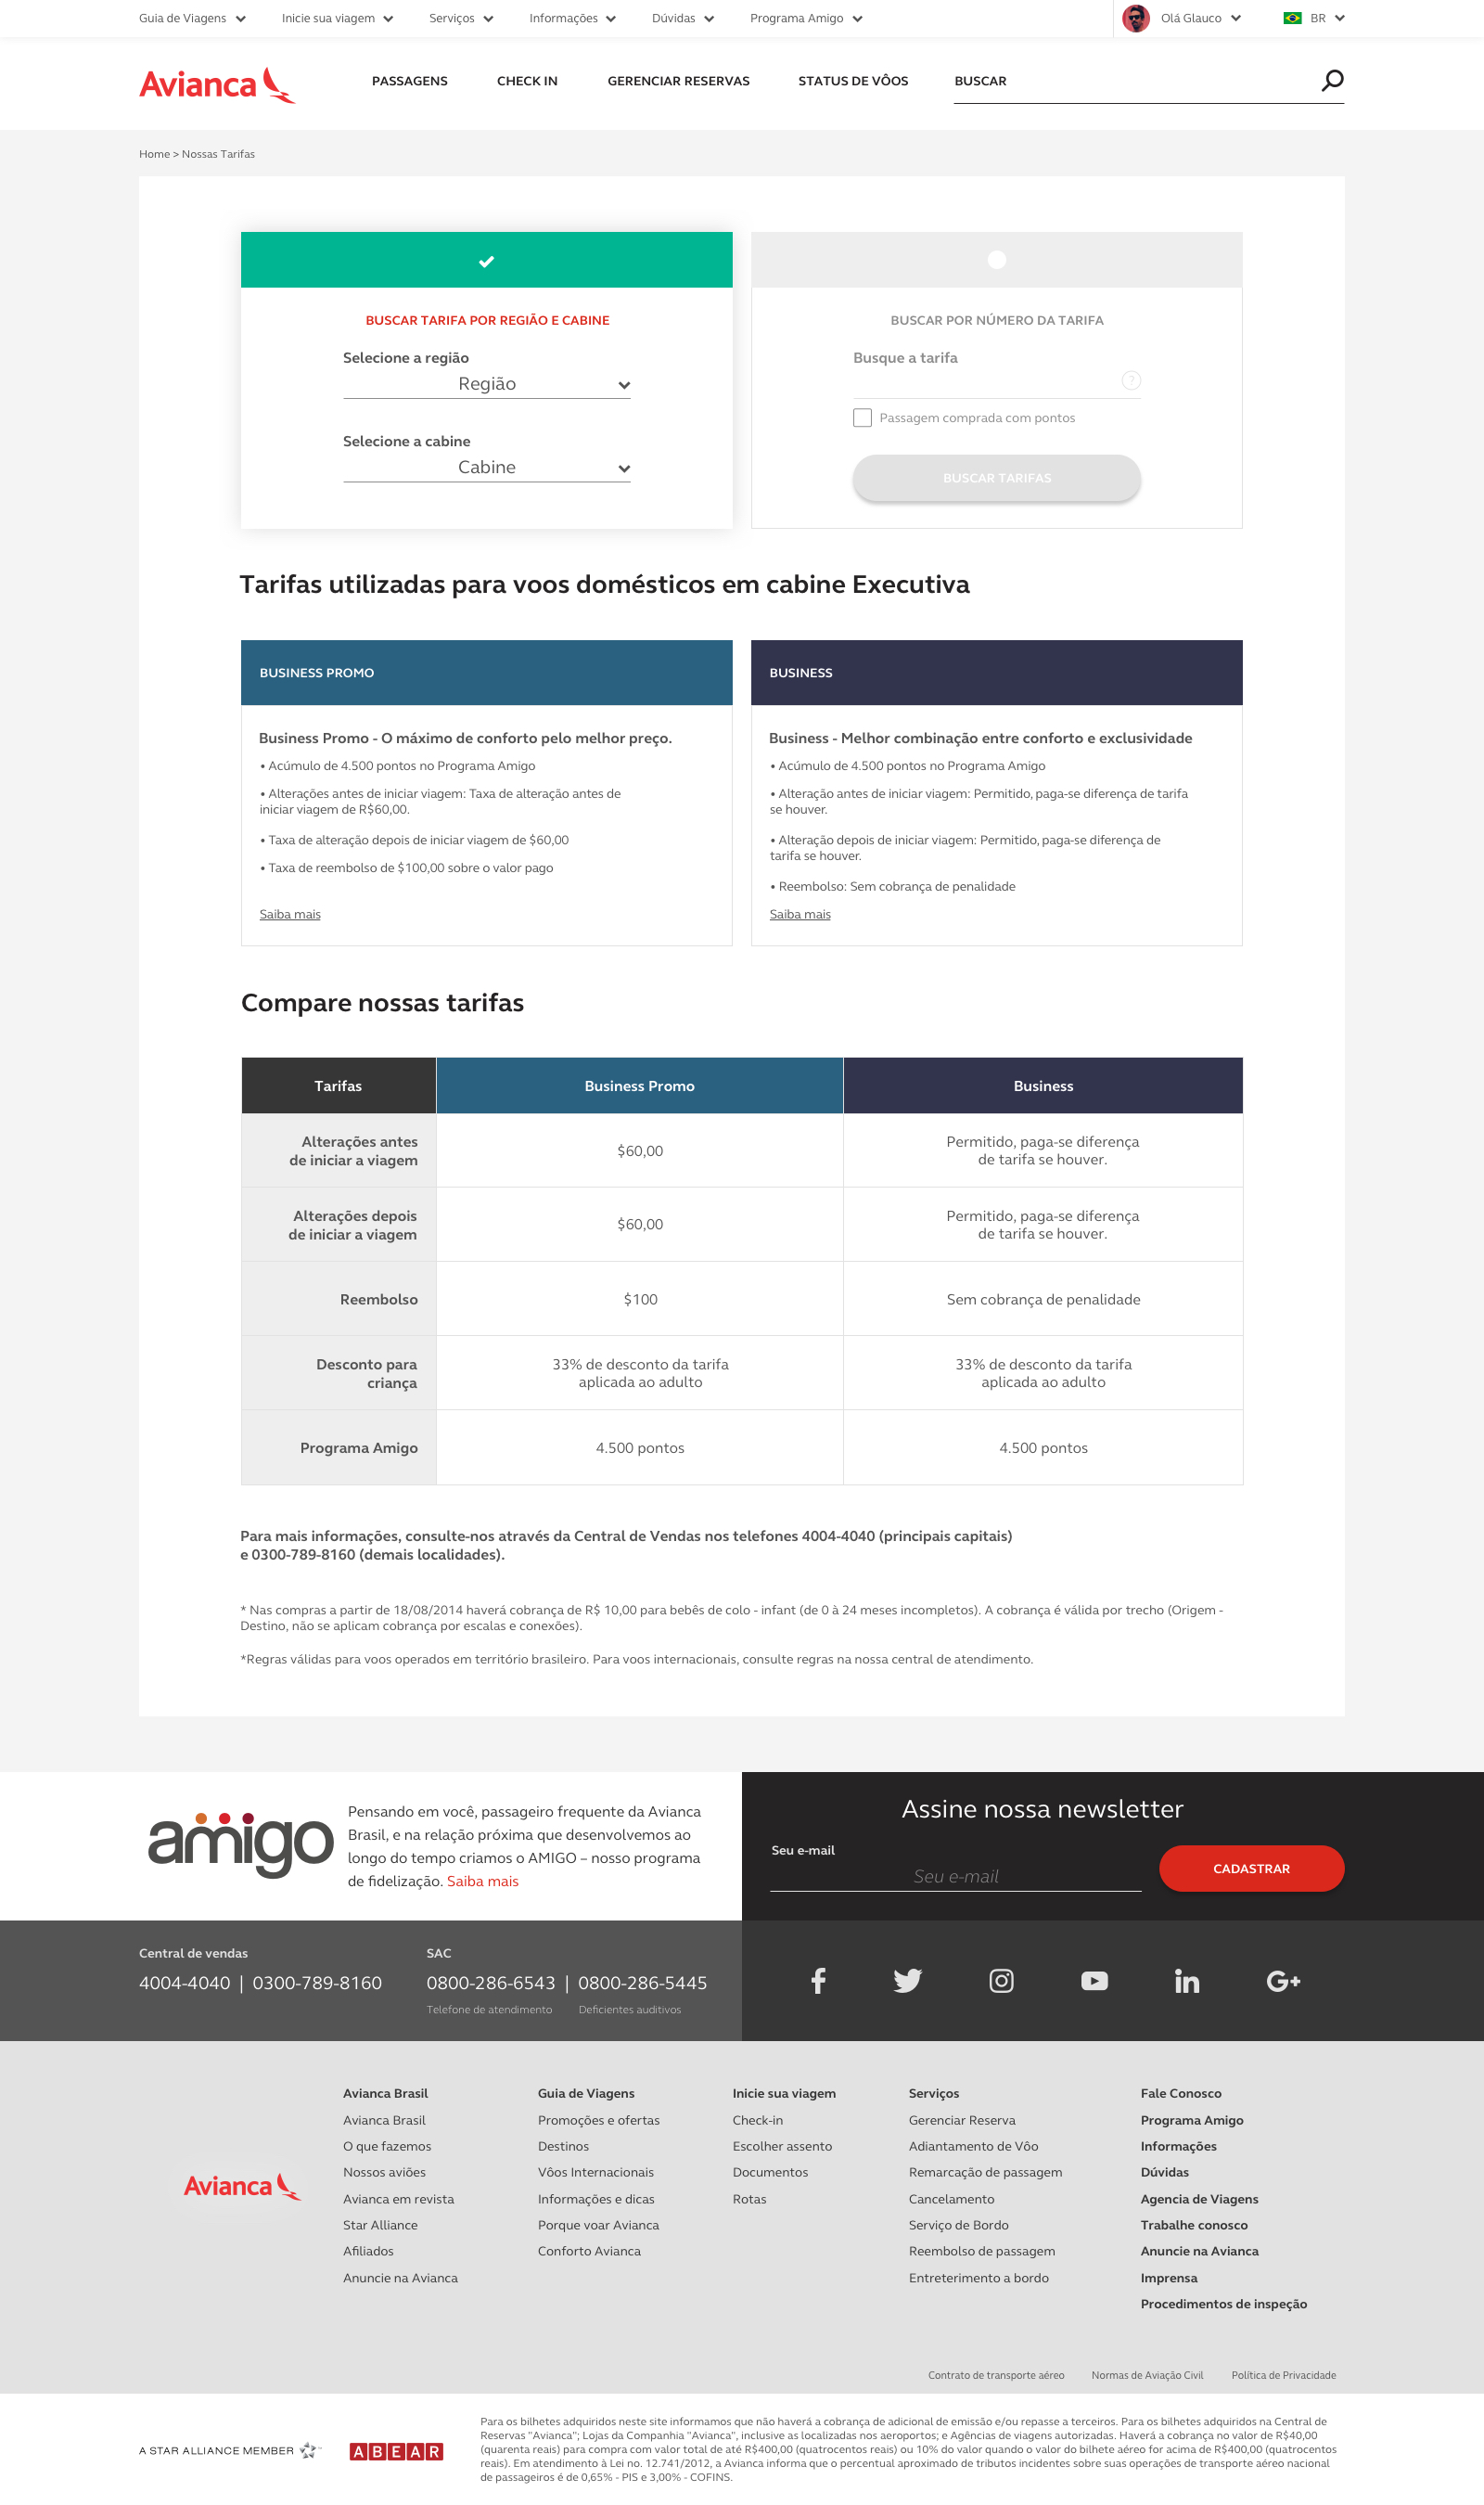 Guia de Viagens Inicie sua viagem Serviços Informações Dúvidas Programa Amigo Olá Glauco BR
Avianca PASSAGENS CHECK IN GERENCIAR RESERVAS STATUS DE VÔOS BUSCAR
Home > Nossas Tarifas
BUSCAR TARIFA POR REGIÃO E CABINE
Selecione a região
Região
Selecione a cabine
Cabine
BUSCAR POR NÚMERO DA TARIFA
Busque a tarifa
?
Passagem comprada com pontos
BUSCAR TARIFAS
Tarifas utilizadas para voos domésticos em cabine Executiva
BUSINESS PROMO
Business Promo - O máximo de conforto pelo melhor preço.
• Acúmulo de 4.500 pontos no Programa Amigo
• Alterações antes de iniciar viagem: Taxa de alteração antes de
iniciar viagem de R$60,00.
• Taxa de alteração depois de iniciar viagem de $60,00
• Taxa de reembolso de $100,00 sobre o valor pago
Saiba mais
BUSINESS
Business - Melhor combinação entre conforto e exclusividade
• Acúmulo de 4.500 pontos no Programa Amigo
• Alteração antes de iniciar viagem: Permitido, paga-se diferença de tarifa
se houver.
• Alteração depois de iniciar viagem: Permitido, paga-se diferença de
tarifa se houver.
• Reembolso: Sem cobrança de penalidade
Saiba mais
Compare nossas tarifas
Tarifas Business Promo Business
Alterações antes
de iniciar a viagem
$60,00
Permitido, paga-se diferença
de tarifa se houver.
Alterações depois
de iniciar a viagem
$60,00
Permitido, paga-se diferença
de tarifa se houver.
Reembolso $100 Sem cobrança de penalidade
Desconto para
criança
33% de desconto da tarifa
aplicada ao adulto
33% de desconto da tarifa
aplicada ao adulto
Programa Amigo 4.500 pontos 4.500 pontos
Para mais informações, consulte-nos através da Central de Vendas nos telefones 4004-4040 (principais capitais)
e 0300-789-8160 (demais localidades).
* Nas compras a partir de 18/08/2014 haverá cobrança de R$ 10,00 para bebês de colo - infant (de 0 à 24 meses incompletos). A cobrança é válida por trecho (Origem -
Destino, não se aplicam cobrança por escalas e conexões).
*Regras válidas para voos operados em território brasileiro. Para voos internacionais, consulte regras na nossa central de atendimento.
amigo
Pensando em você, passageiro frequente da Avianca
Brasil, e na relação próxima que desenvolvemos ao
longo do tempo criamos o AMIGO – nosso programa
de fidelização. Saiba mais
Assine nossa newsletter
Seu e-mail
Seu e-mail
CADASTRAR
Central de vendas
4004-4040 | 0300-789-8160
SAC
0800-286-6543 | 0800-286-5445
Telefone de atendimento Deficientes auditivos
Avianca
Avianca Brasil
Avianca Brasil
O que fazemos
Nossos aviões
Avianca em revista
Star Alliance
Afiliados
Anuncie na Avianca
Guia de Viagens
Promoções e ofertas
Destinos
Vôos Internacionais
Informações e dicas
Porque voar Avianca
Conforto Avianca
Inicie sua viagem
Check-in
Escolher assento
Documentos
Rotas
Serviços
Gerenciar Reserva
Adiantamento de Vôo
Remarcação de passagem
Cancelamento
Serviço de Bordo
Reembolso de passagem
Entreterimento a bordo
Fale Conosco
Programa Amigo
Informações
Dúvidas
Agencia de Viagens
Trabalhe conosco
Anuncie na Avianca
Imprensa
Procedimentos de inspeção
Contrato de transporte aéreo Normas de Aviação Civil Política de Privacidade
A STAR ALLIANCE MEMBER
ABEAR
Para os bilhetes adquiridos neste site informamos que não haverá a cobrança de adicional de emissão e/ou repasse a terceiros. Para os bilhetes adquiridos na Central de
Reservas "Avianca"; Lojas da Companhia "Avianca", inclusive as localizadas nos aeroportos; e Agências de viagens autorizadas. Haverá a cobrança no valor de R$40,00
(quarenta reais) para compra com valor total de até R$400,00 (quatrocentos reais) ou 10% do valor quando o valor do bilhete aéreo for acima de R$400,00 (quatrocentos
reais). Em atendimento à Lei no. 12.741/2012, a Avianca informa que o percentual aproximado de tributos incidentes sobre suas operações de transporte aéreo nacional
de passageiros é de 0,65% - PIS e 3,00% - COFINS.